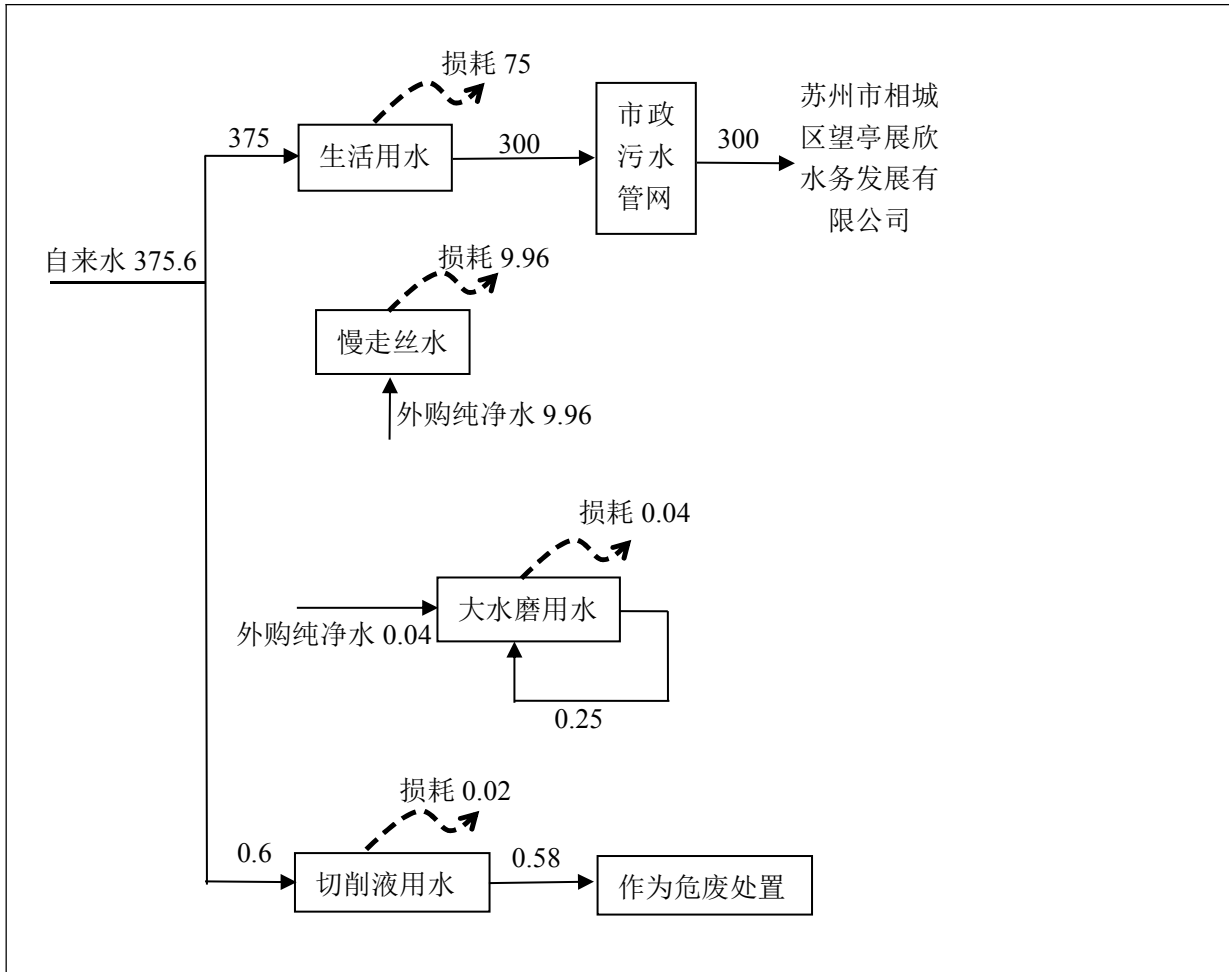 损耗 75
375
生活用水
300
市政
污水
管网
300
苏州市相城
区望亭展欣
水务发展有
限公司
自来水 375.6
损耗 9.96
慢走丝水
外购纯净水 9.96
损耗 0.04
大水磨用水
外购纯净水 0.04
0.25
损耗 0.02
0.6
切削液用水
0.58
作为危废处置